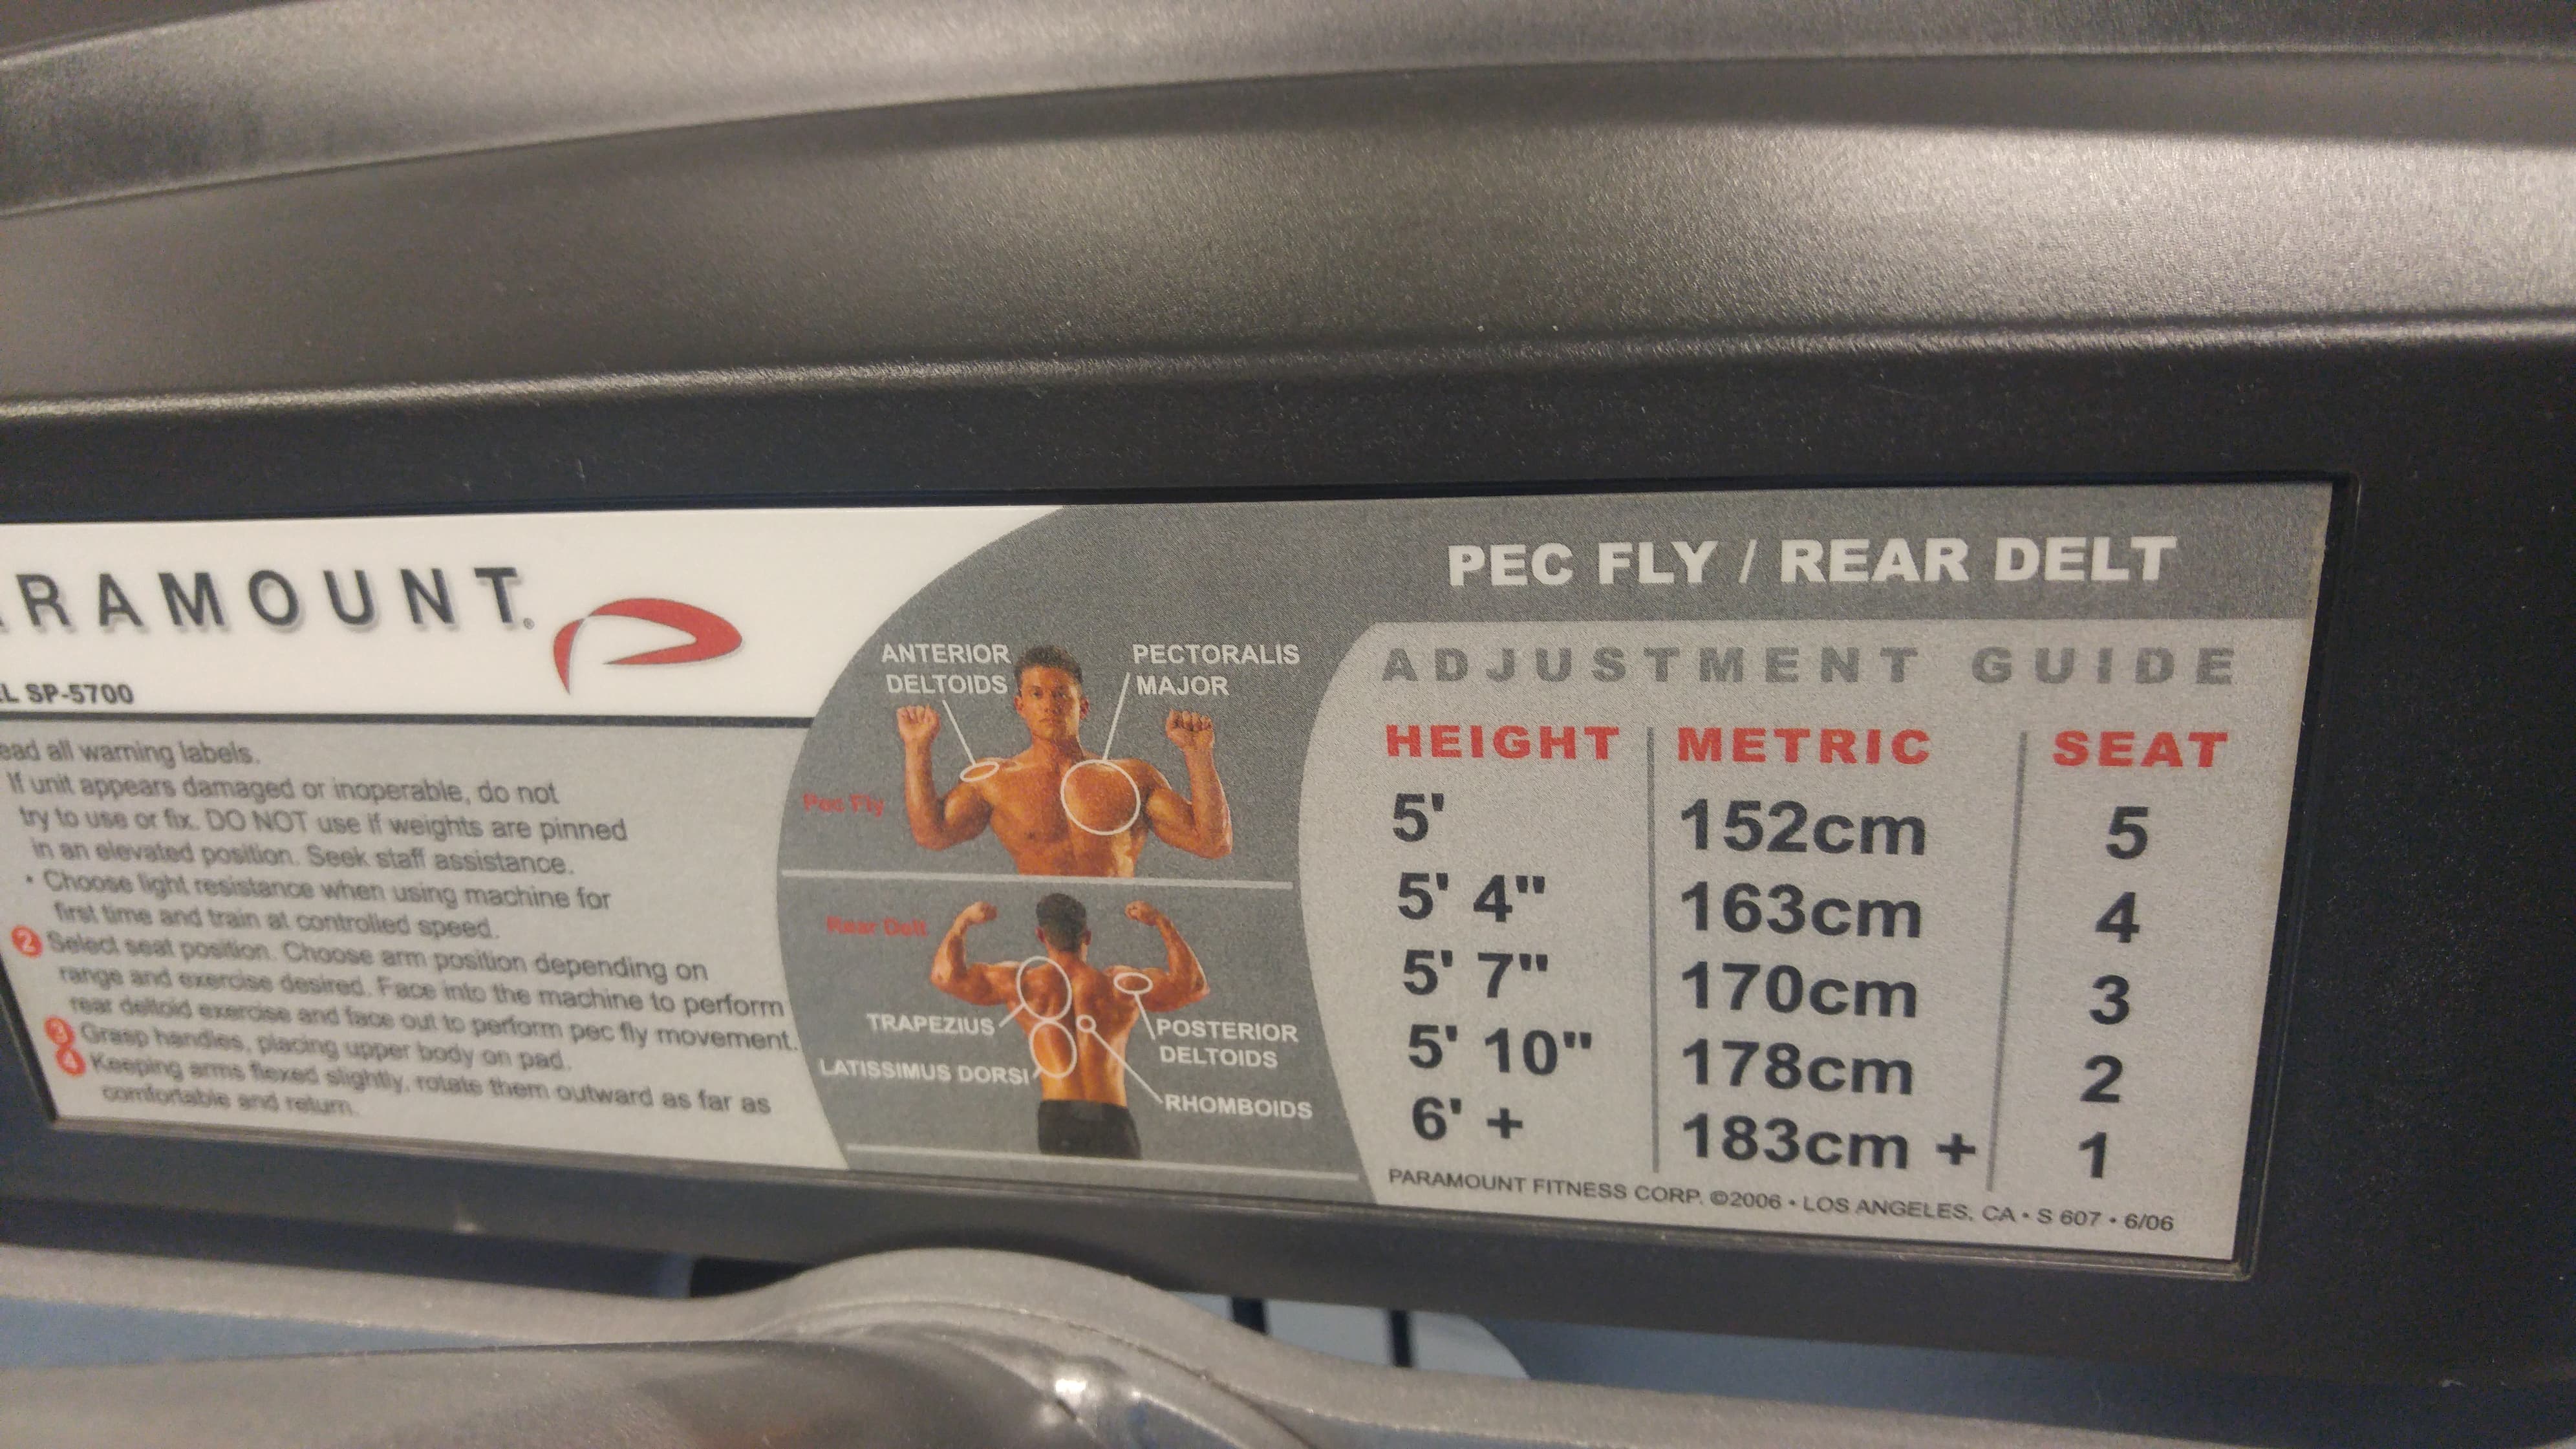 RAMOUNT®
L SP-5700
ead all warning labels.
If unit appears damaged or inoperable, do not
try to use or fix. DO NOT use if weights are pinned
in an elevated position. Seek staff assistance.
• Choose light resistance when using machine for
first time and train at controlled speed.
2 Select seat position. Choose arm position depending on
range and exercise desired. Face into the machine to perform
rear deltoid exercise and face out to perform pec fly movement.
3 Grasp handles, placing upper body on pad.
4 Keeping arms flexed slightly, rotate them outward as far as
comfortable and return.
ANTERIOR
DELTOIDS
PECTORALIS
MAJOR
Pec Fly
Rear Delt
TRAPEZIUS
LATISSIMUS DORSI
POSTERIOR
DELTOIDS
RHOMBOIDS
PEC FLY / REAR DELT
ADJUSTMENT GUIDE
HEIGHT METRIC SEAT
5' 152cm 5
5' 4" 163cm 4
5' 7" 170cm 3
5' 10" 178cm 2
6' + 183cm + 1
PARAMOUNT FITNESS CORP. ©2006 • LOS ANGELES, CA • S 607 • 6/06